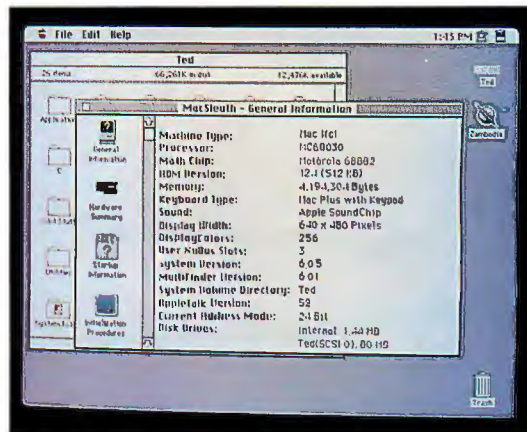 File Edit Help
1:45 PM
Ted
26 items
66,261K in disk
12,476K available
Ted
MacSleuth - General Information
Zambodia
General Information
Hardware Summary
Startup Information
Initialization Procedures
Machine Type: Mac IIci
Processor: MC68030
Math Chip: Motorola 68882
ROM Version: 124 (512 KB)
Memory: 4,194,304 Bytes
Keyboard Type: Mac Plus with Keypad
Sound: Apple SoundChip
Display Width: 640 x 480 Pixels
DisplayColors: 256
User NuBus Slots: 3
System Version: 6.05
MultiFinder Version: 6.01
System Volume Directory: Ted
AppleTalk Version: 52
Current Address Mode: 24 Bit
Disk Drives: Internal, 1.44 MB
Ted(SCSI 0), 80 MB
Trash